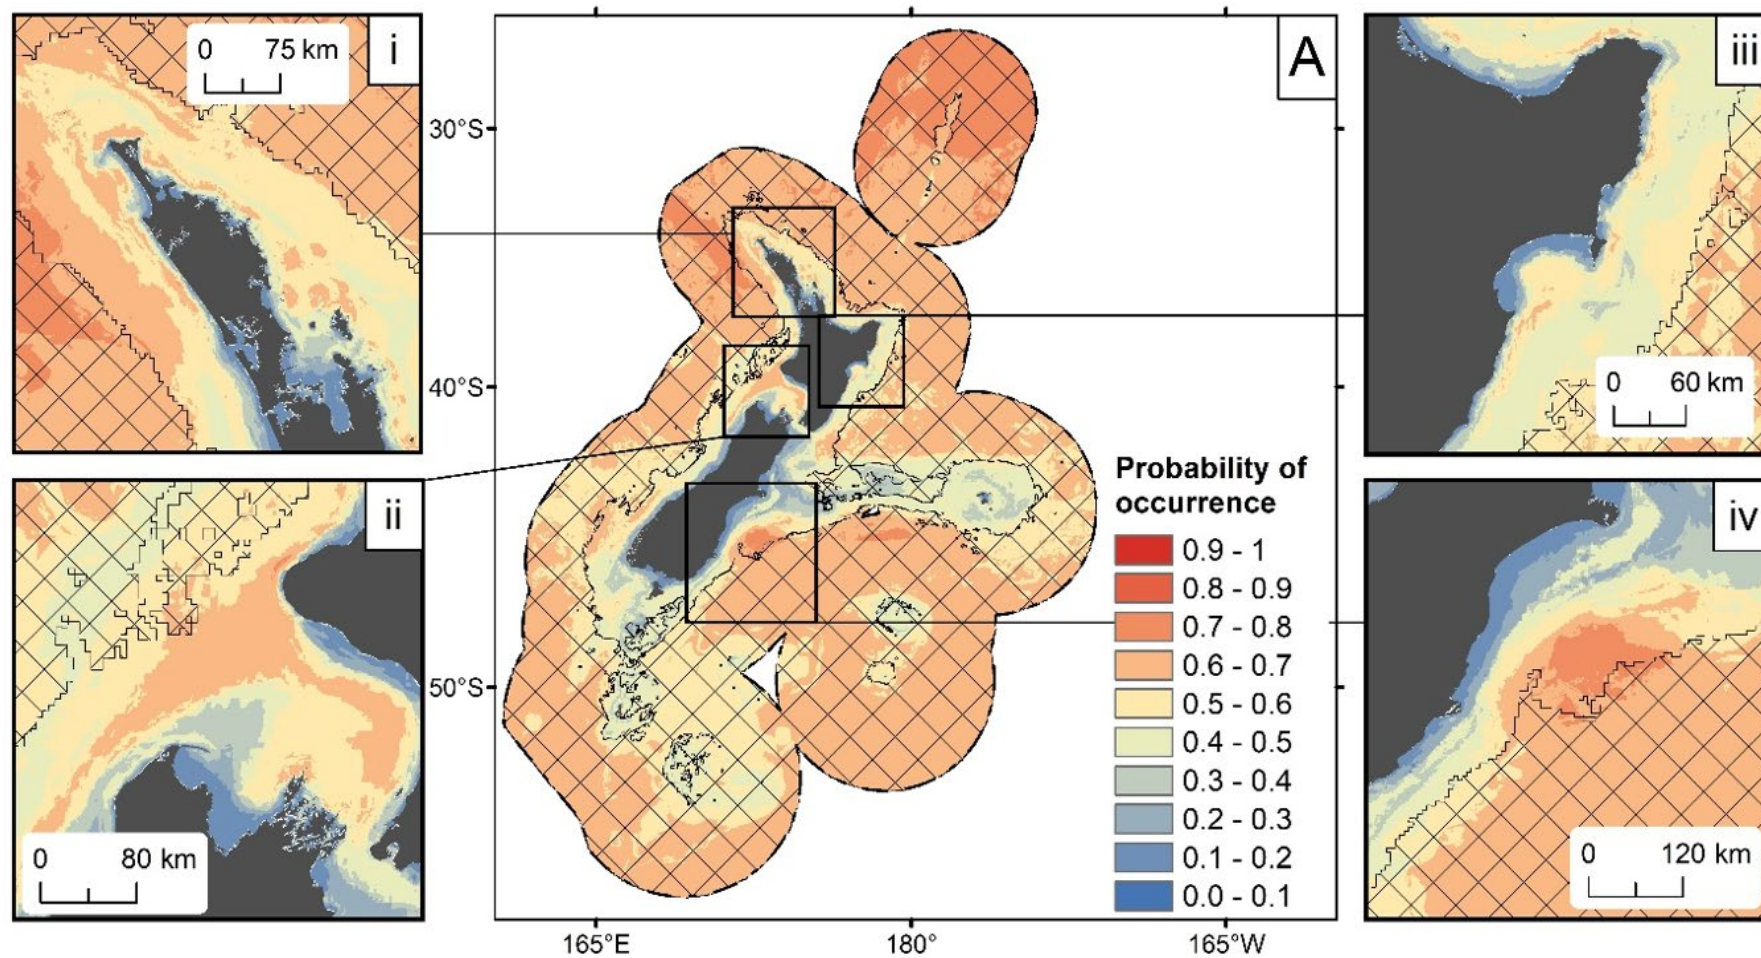 0 75 km
i
A
iii
30°S
40°S
50°S
0 60 km
ii
iv
0 80 km
0 120 km
Probability of
occurrence
0.9 - 1
0.8 - 0.9
0.7 - 0.8
0.6 - 0.7
0.5 - 0.6
0.4 - 0.5
0.3 - 0.4
0.2 - 0.3
0.1 - 0.2
0.0 - 0.1
165°E 180° 165°W